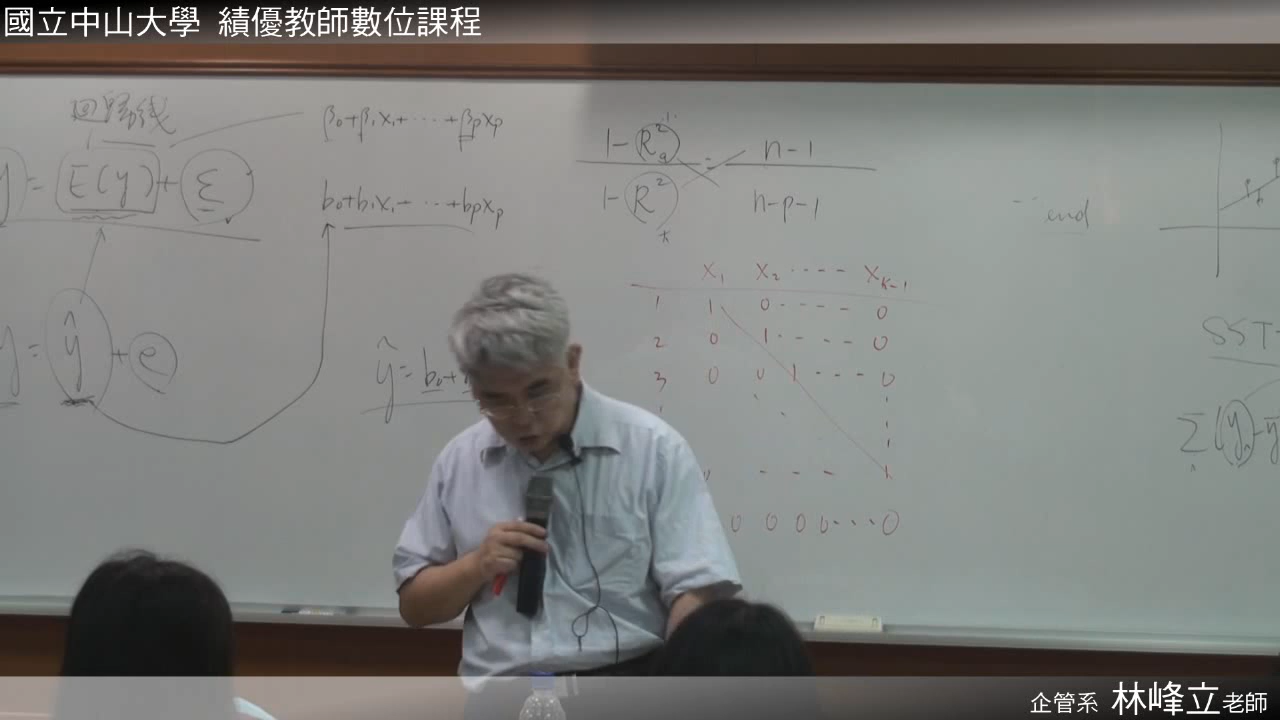 國立中山大學 績優教師數位課程
迴歸線
y = E(y) + ε
β₀+β₁x₁+ ⋯ +βpxp
b₀+b₁x₁+ ⋯ +bpxp
ŷ + e
ŷ = b₀+
1-R²a = n-1
1-R² n-p-1
end
x₁ x₂ ---- xK-1
1 1 0 ---- 0
2 0 1 ---- 0
3 0 0 1 --- 0
0 - - - 1
0 0 0 0 --- 0
SST
Σ(y - ȳ
企管系 林峰立老師